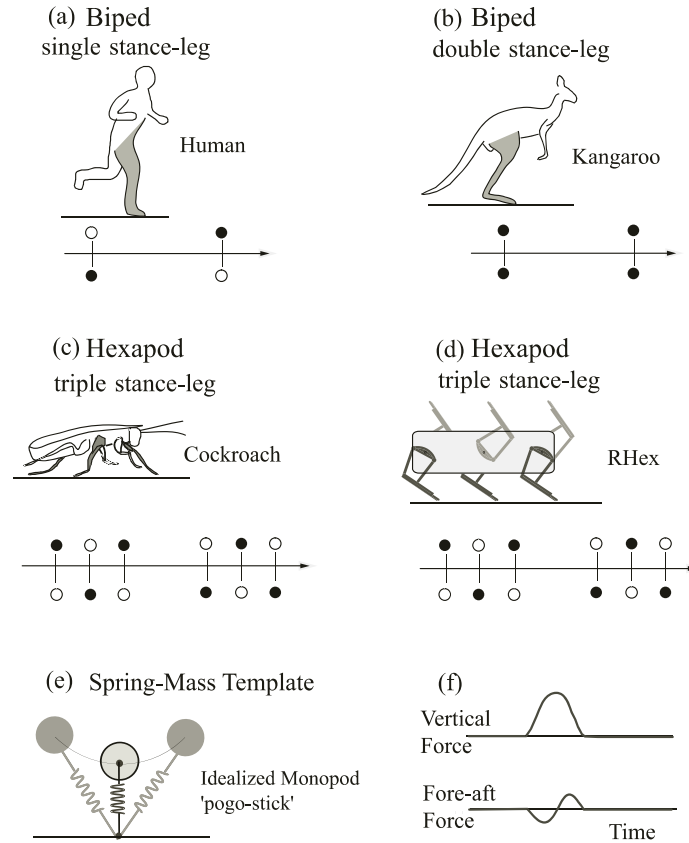 (a) Biped
single stance-leg
Human
(b) Biped
double stance-leg
Kangaroo
(c) Hexapod
triple stance-leg
Cockroach
(d) Hexapod
triple stance-leg
RHex
(e) Spring-Mass Template
Idealized Monopod
'pogo-stick'
(f)
Vertical
Force
Fore-aft
Force
Time